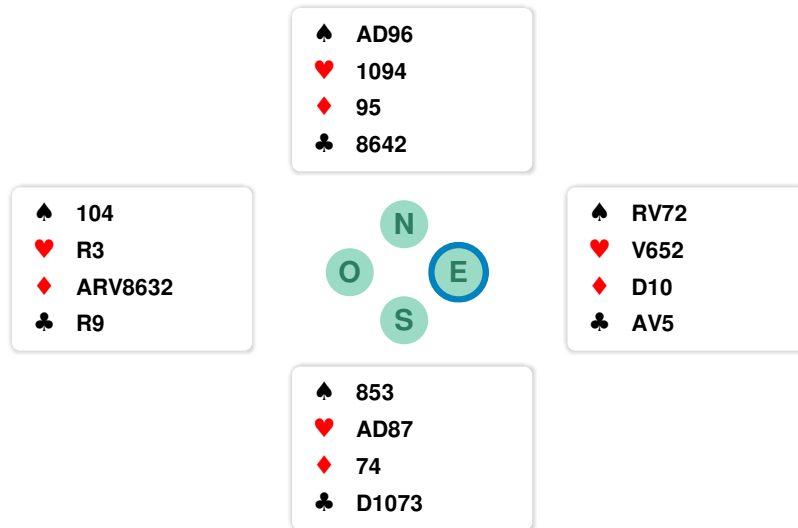 ♠ AD96
♥ 1094
♦ 95
♣ 8642
♠ 104
♥ R3
♦ ARV8632
♣ R9
N
O E
S
♠ RV72
♥ V652
♦ D10
♣ AV5
♠ 853
♥ AD87
♦ 74
♣ D1073